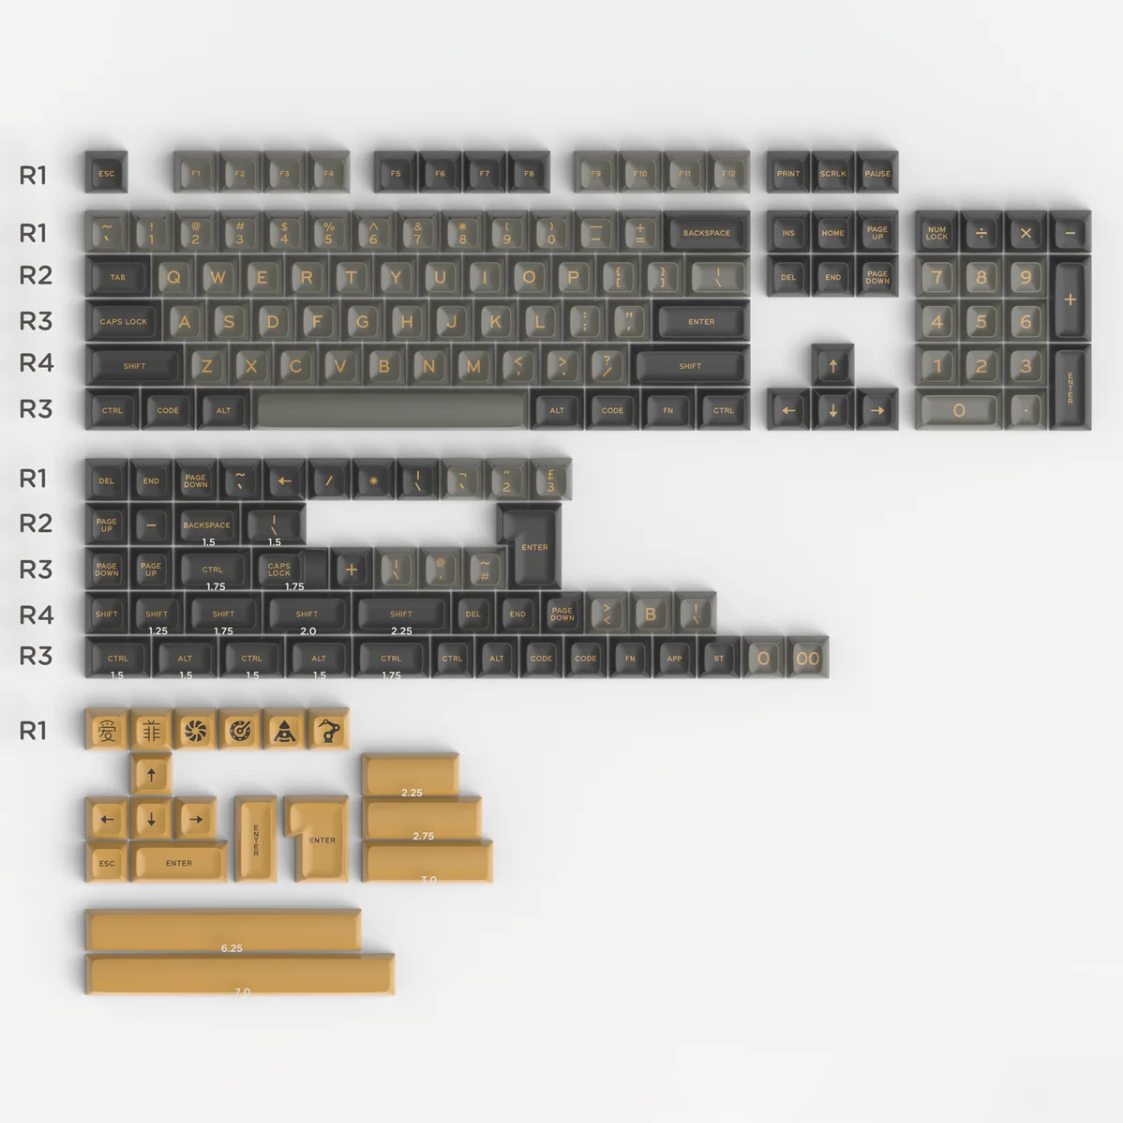 R1 ESC F1 F2 F3 F4 F5 F6 F7 F8 F9 F10 F11 F12 PRINT SCRLK PAUSE
R1 ~ ` ! 1 @ 2 # 3 $ 4 % 5 ^ 6 & 7 * 8 ( 9 ) 0 — - + = BACKSPACE INS HOME PAGE UP NUM LOCK ÷ × −
R2 TAB Q W E R T Y U I O P { [ } ] | \ DEL END PAGE DOWN 7 8 9 +
R3 CAPS LOCK A S D F G H J K L : ; " ' ENTER 4 5 6
R4 SHIFT Z X C V B N M < , > . ? / SHIFT ↑ 1 2 3 ENTER
R3 CTRL CODE ALT ALT CODE FN CTRL ← ↓ → 0 .
R1 DEL END PAGE DOWN ~ ` ← / * | \ ¬ ` " 2 £ 3
R2 PAGE UP − BACKSPACE 1.5 | \ 1.5 ENTER
R3 PAGE DOWN PAGE UP CTRL 1.75 CAPS LOCK 1.75 + | \ @ ' ~ #
R4 SHIFT SHIFT 1.25 SHIFT 1.75 SHIFT 2.0 SHIFT 2.25 DEL END PAGE DOWN > < B | \
R3 CTRL 1.5 ALT 1.5 CTRL 1.5 ALT 1.5 CTRL 1.75 CTRL ALT CODE CODE FN APP BT 0 00
R1
↑ 2.25
← ↓ → ENTER ENTER 2.75
ESC ENTER 3.0
6.25
7.0